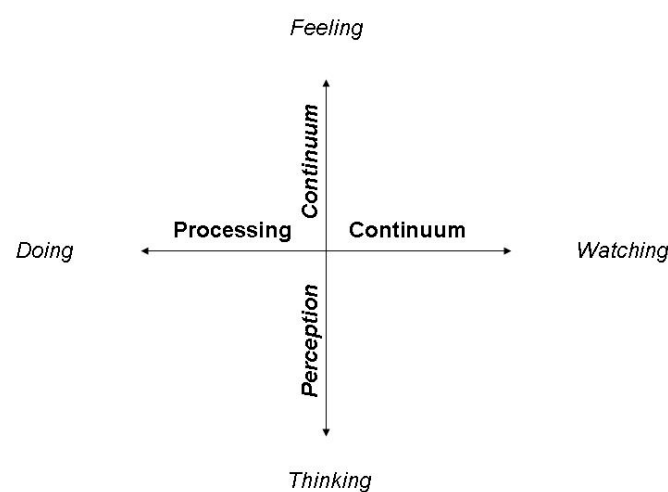 Feeling
Perception Continuum
Processing Continuum
Doing
Watching
Thinking